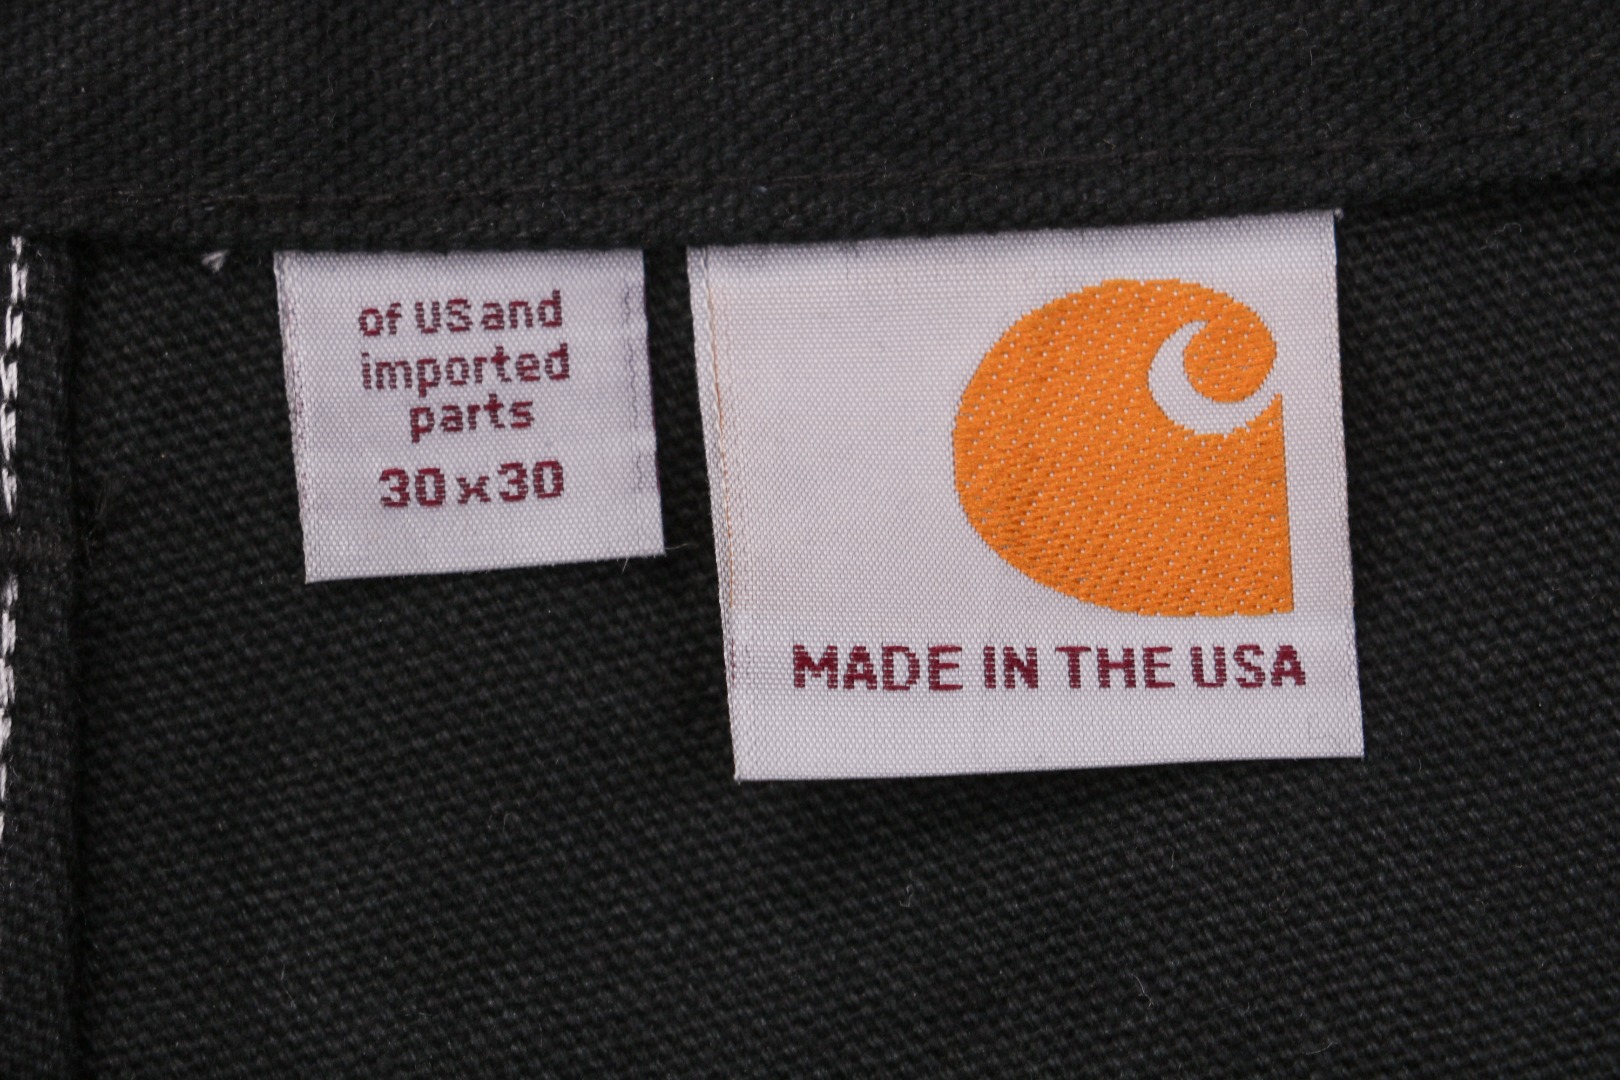 of US and
imported
parts
30 x 30
MADE IN THE USA